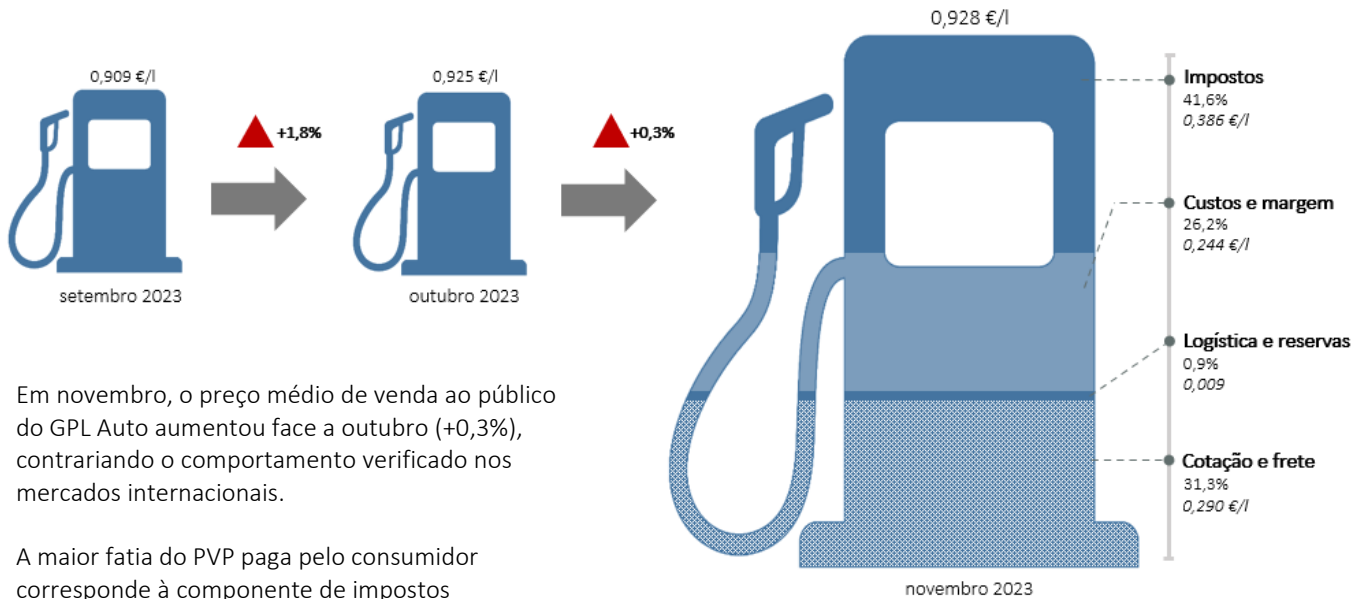 0,909 €/l
+1,8%
setembro 2023
0,925 €/l
+0,3%
outubro 2023
0,928 €/l
Impostos
41,6%
0,386 €/l
Custos e margem
26,2%
0,244 €/l
Logística e reservas
0,9%
0,009
Cotação e frete
31,3%
0,290 €/l
novembro 2023
Em novembro, o preço médio de venda ao público
do GPL Auto aumentou face a outubro (+0,3%),
contrariando o comportamento verificado nos
mercados internacionais.
A maior fatia do PVP paga pelo consumidor
corresponde à componente de impostos